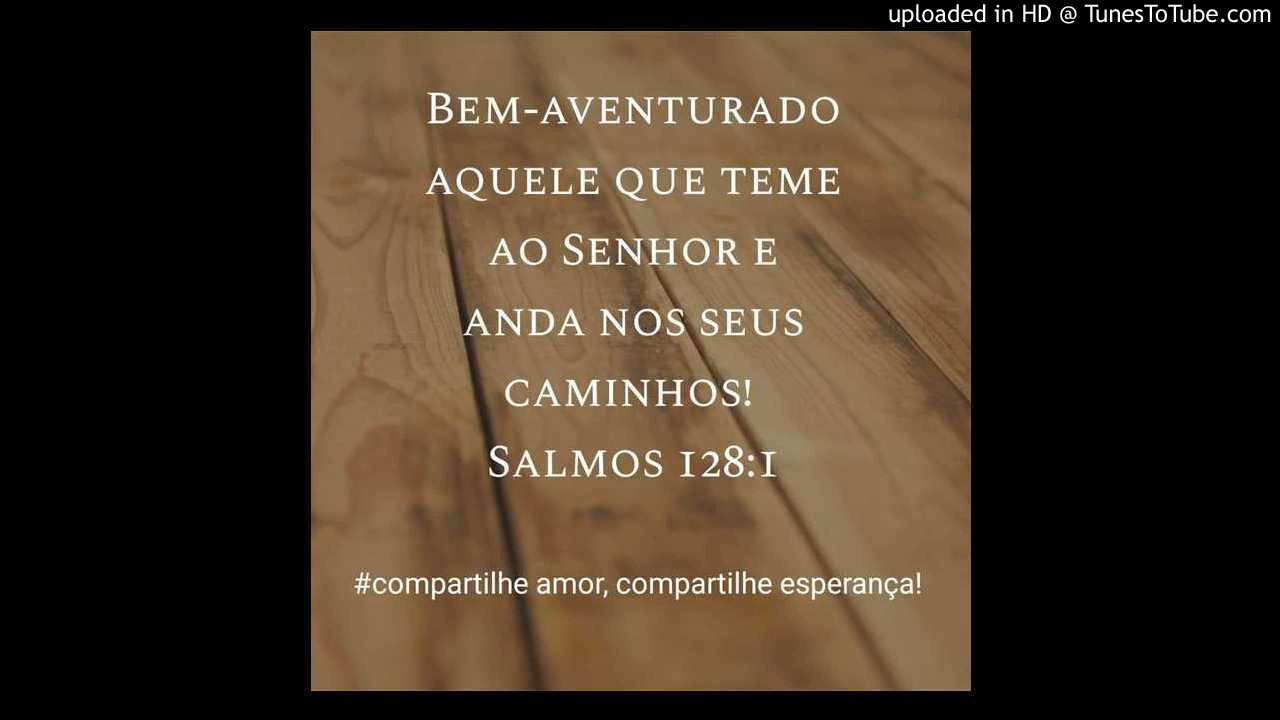 uploaded in HD @ TunesToTube.com
Bem-aventurado
aquele que teme
ao Senhor e
anda nos seus
caminhos!
Salmos 128:1
#compartilhe amor, compartilhe esperança!